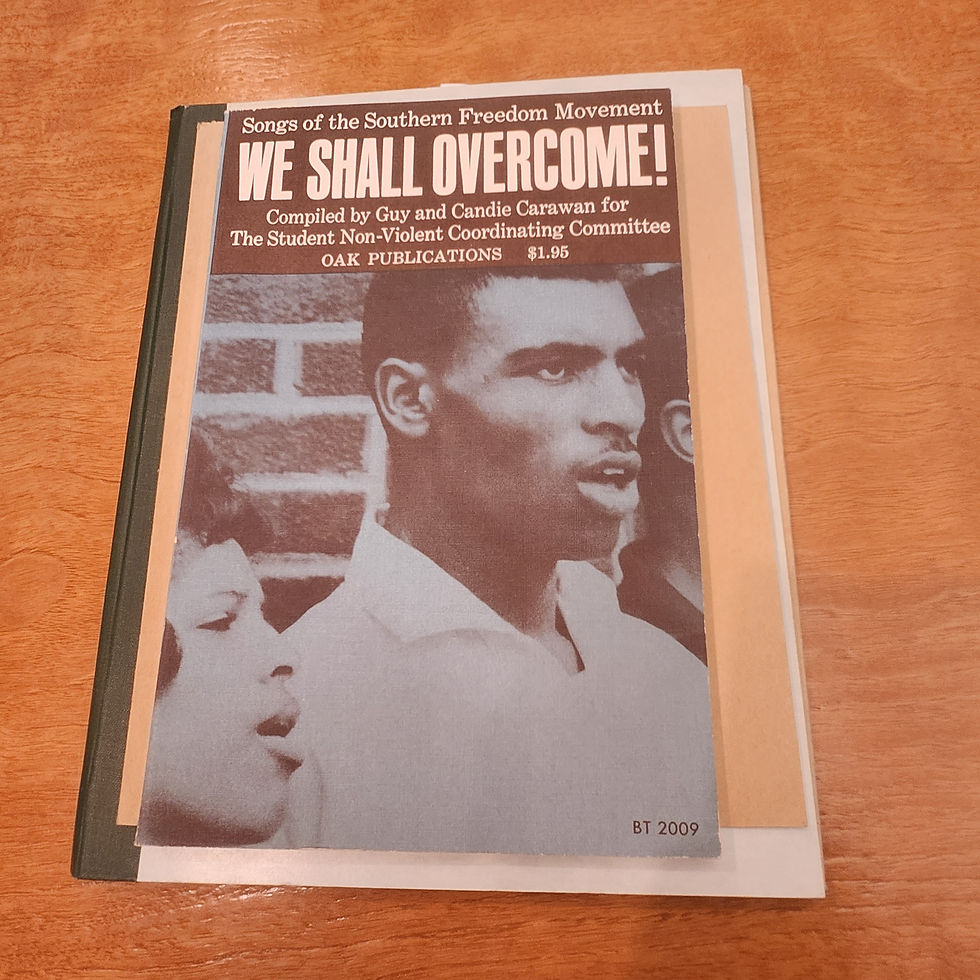 Songs of the Southern Freedom Movement
WE SHALL OVERCOME!
Compiled by Guy and Candie Carawan for
The Student Non-Violent Coordinating Committee
OAK PUBLICATIONS $1.95
BT 2009